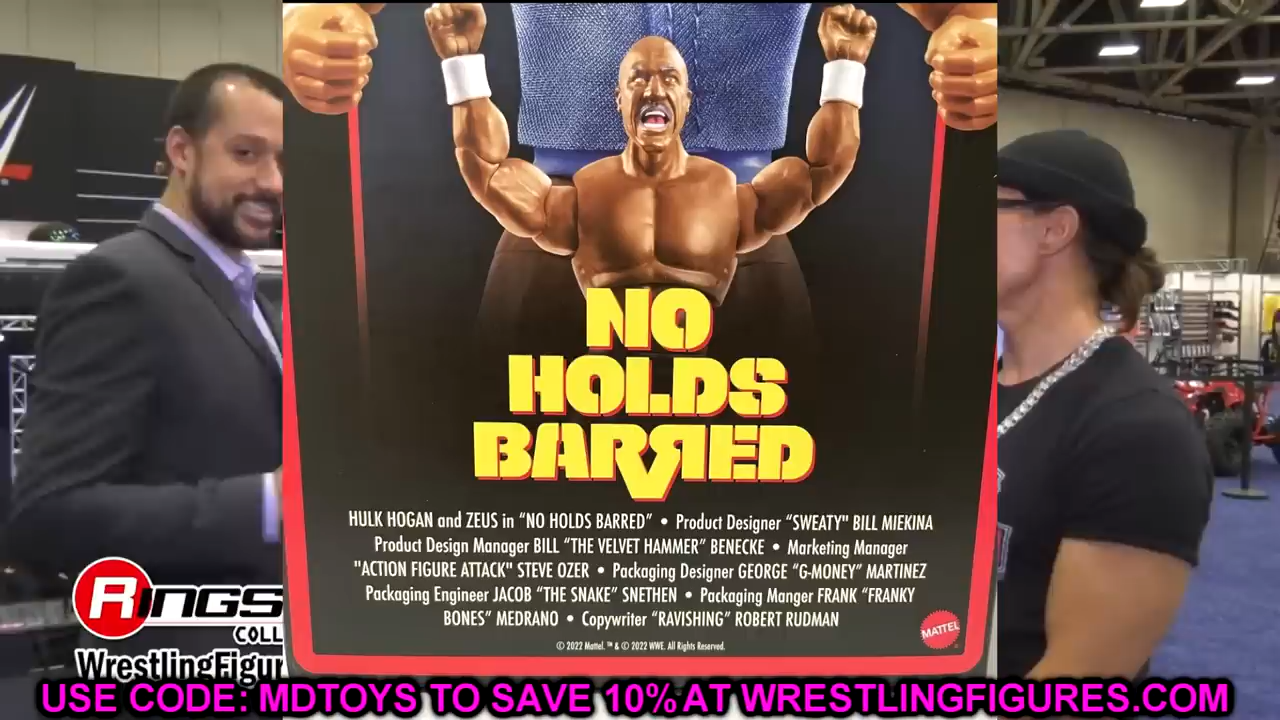 NO
HOLDS
BARRED
HULK HOGAN and ZEUS in "NO HOLDS BARRED" • Product Designer "SWEATY" BILL MIEKINA
Product Design Manager BILL "THE VELVET HAMMER" BENECKE • Marketing Manager
"ACTION FIGURE ATTACK" STEVE OZER • Packaging Designer GEORGE "G-MONEY" MARTINEZ
Packaging Engineer JACOB "THE SNAKE" SNETHEN • Packaging Manger FRANK "FRANKY
BONES" MEDRANO • Copywriter "RAVISHING" ROBERT RUDMAN
MATTEL
© 2022 Mattel. ™ & © 2022 WWE. All Rights Reserved.
RINGS
COLL
WrestlingFigur
USE CODE: MDTOYS TO SAVE 10% AT WRESTLINGFIGURES.COM